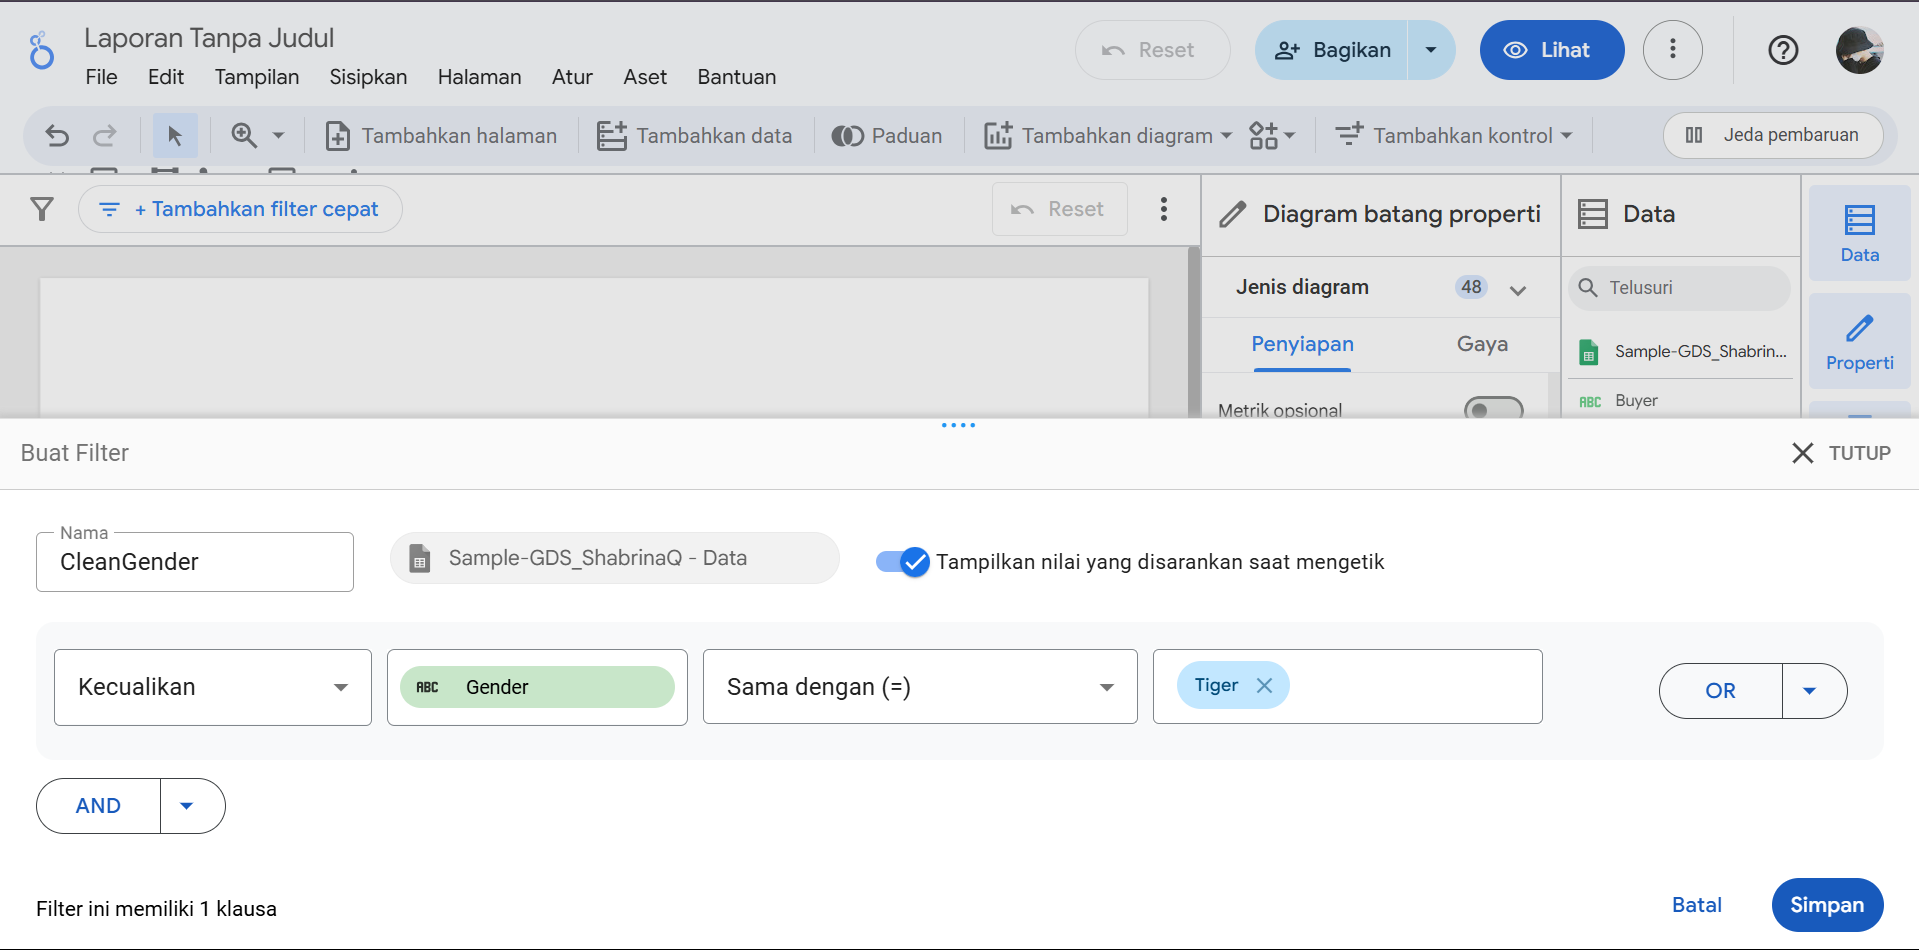 Laporan Tanpa Judul
File Edit Tampilan Sisipkan Halaman Atur Aset Bantuan
Reset
Bagikan
Lihat
Tambahkan halaman
Tambahkan data
Paduan
Tambahkan diagram
Tambahkan kontrol
Jeda pembaruan
+ Tambahkan filter cepat
Reset
Diagram batang properti
Jenis diagram
48
Penyiapan
Gaya
Metrik opsional
Data
Telusuri
Sample-GDS_Shabrin...
ABC Buyer
Data
Properti
Buat Filter
TUTUP
Nama
CleanGender
Sample-GDS_ShabrinaQ - Data
Tampilkan nilai yang disarankan saat mengetik
Kecualikan
ABC Gender
Sama dengan (=)
Tiger
OR
AND
Filter ini memiliki 1 klausa
Batal
Simpan